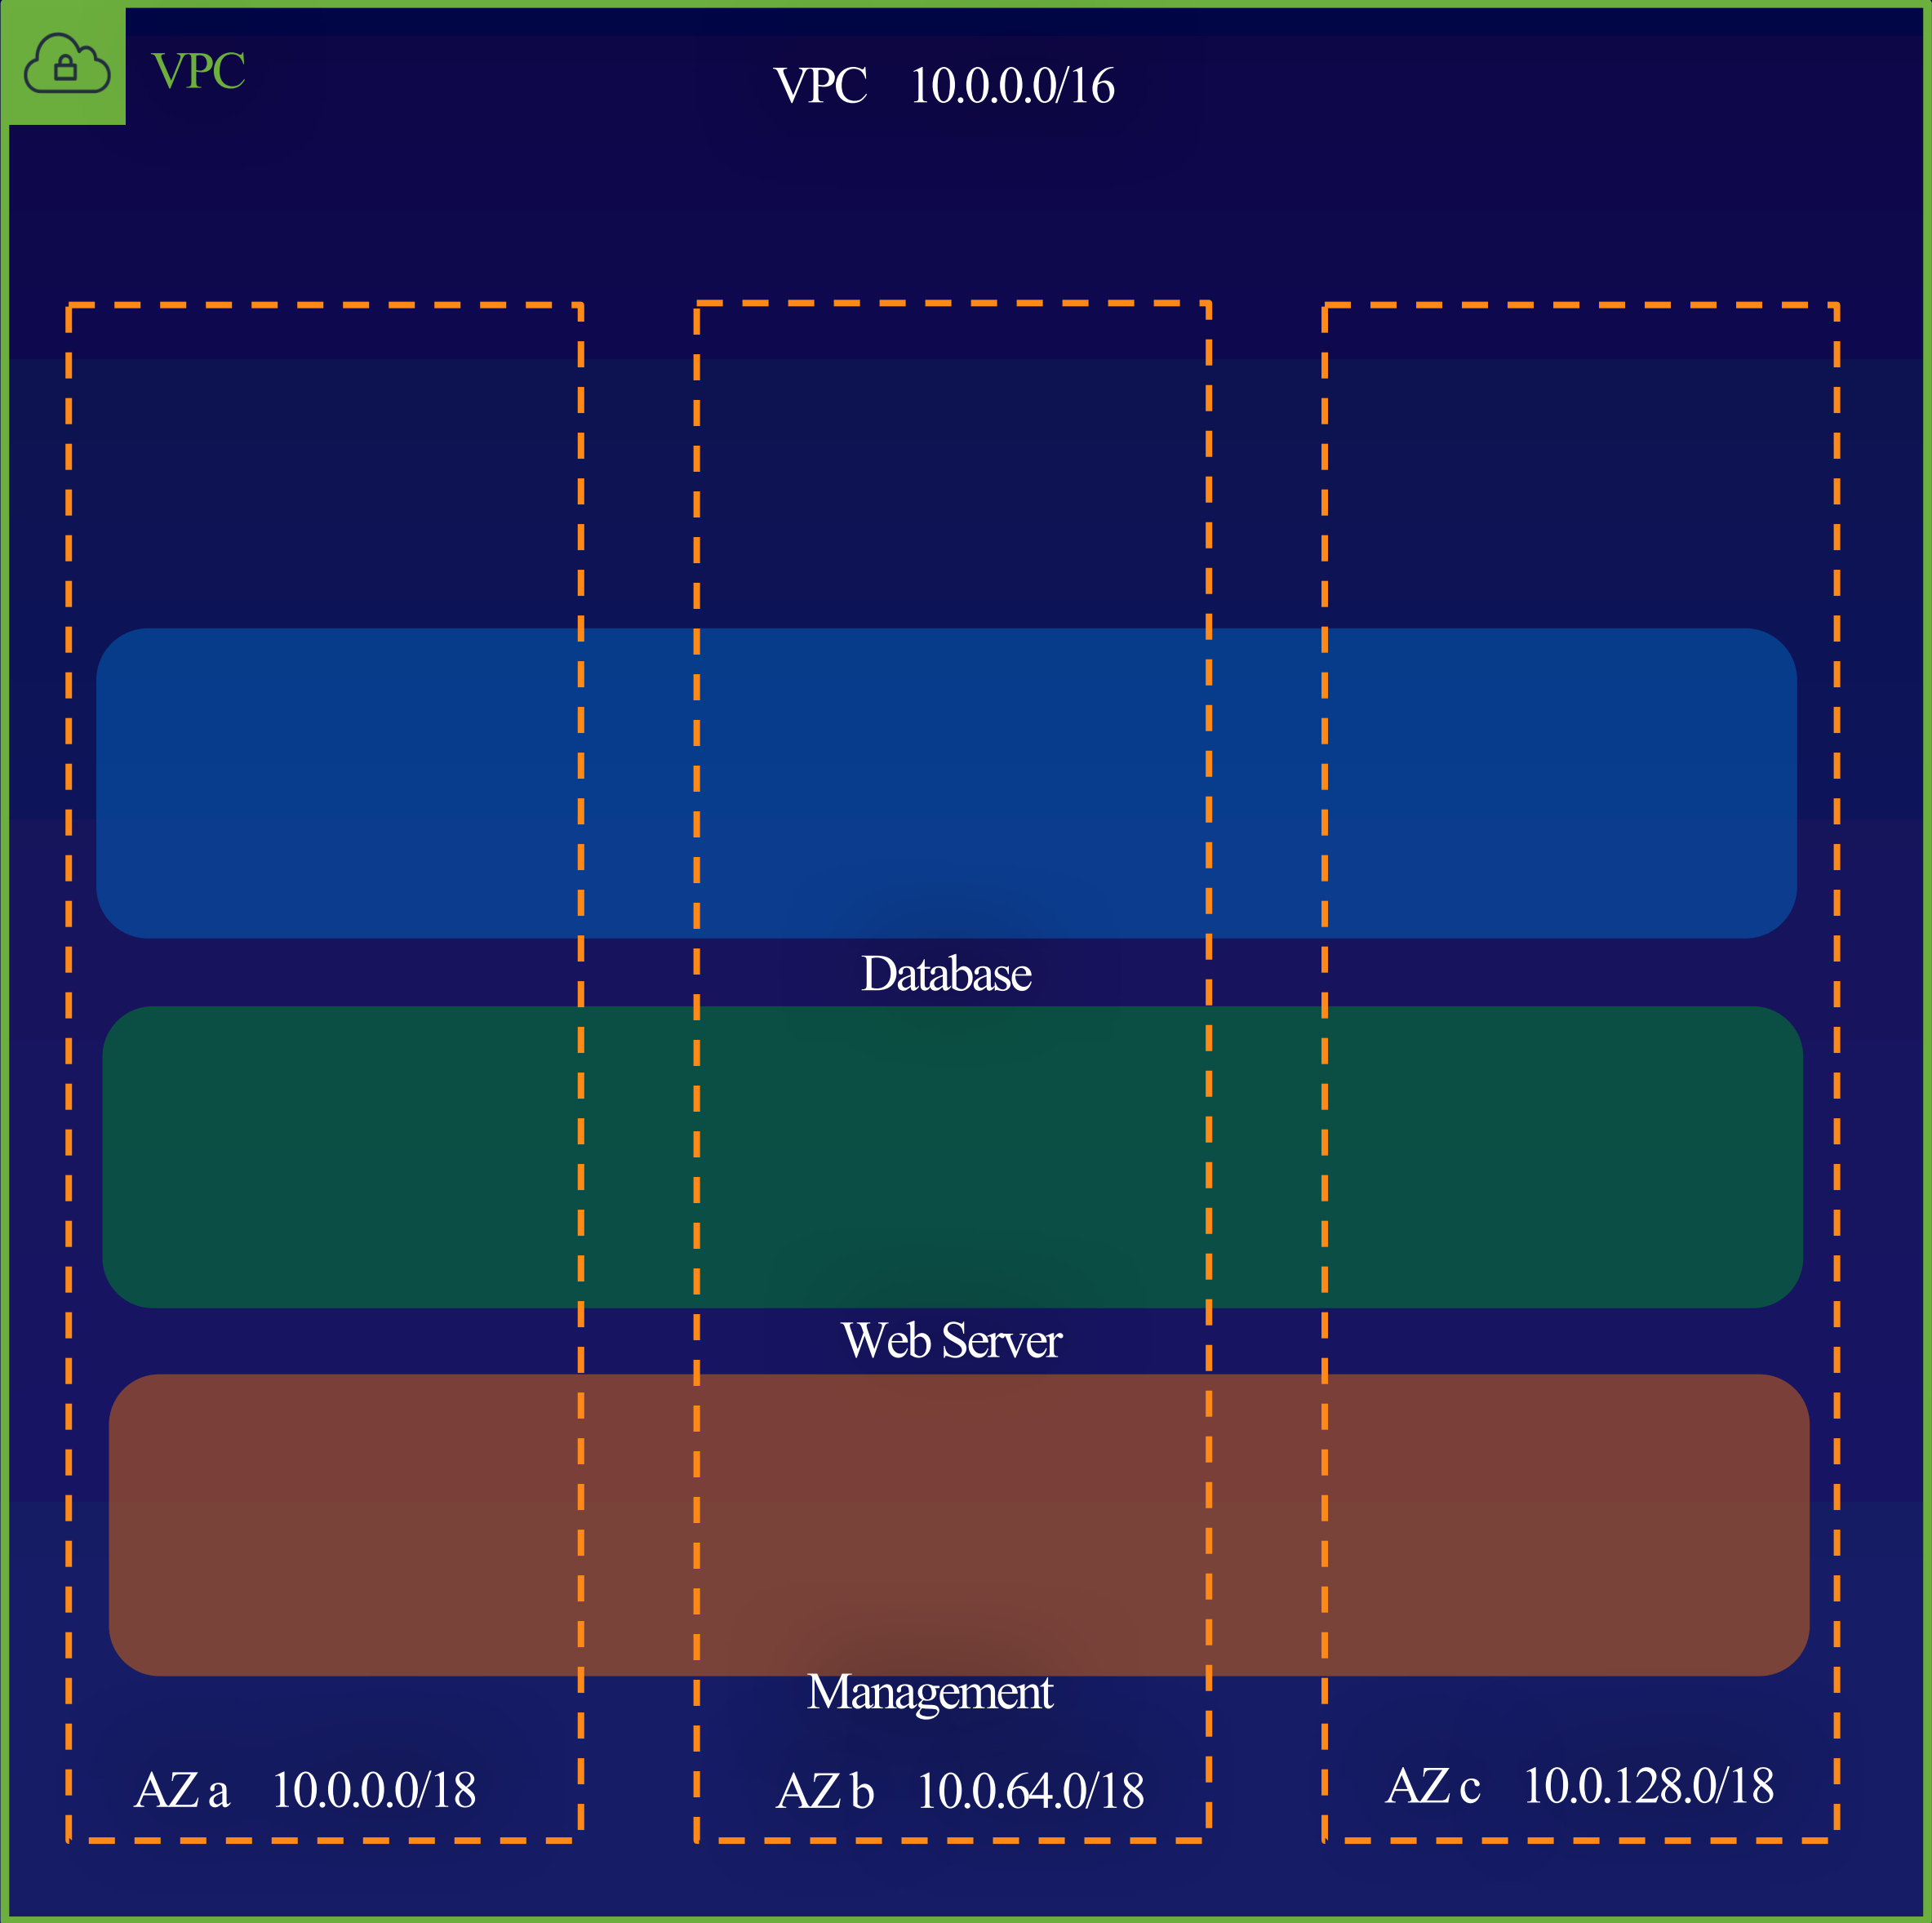 VPC
VPC 10.0.0.0/16
Database
Web Server
Management
AZ a 10.0.0.0/18
AZ b 10.0.64.0/18
AZ c 10.0.128.0/18